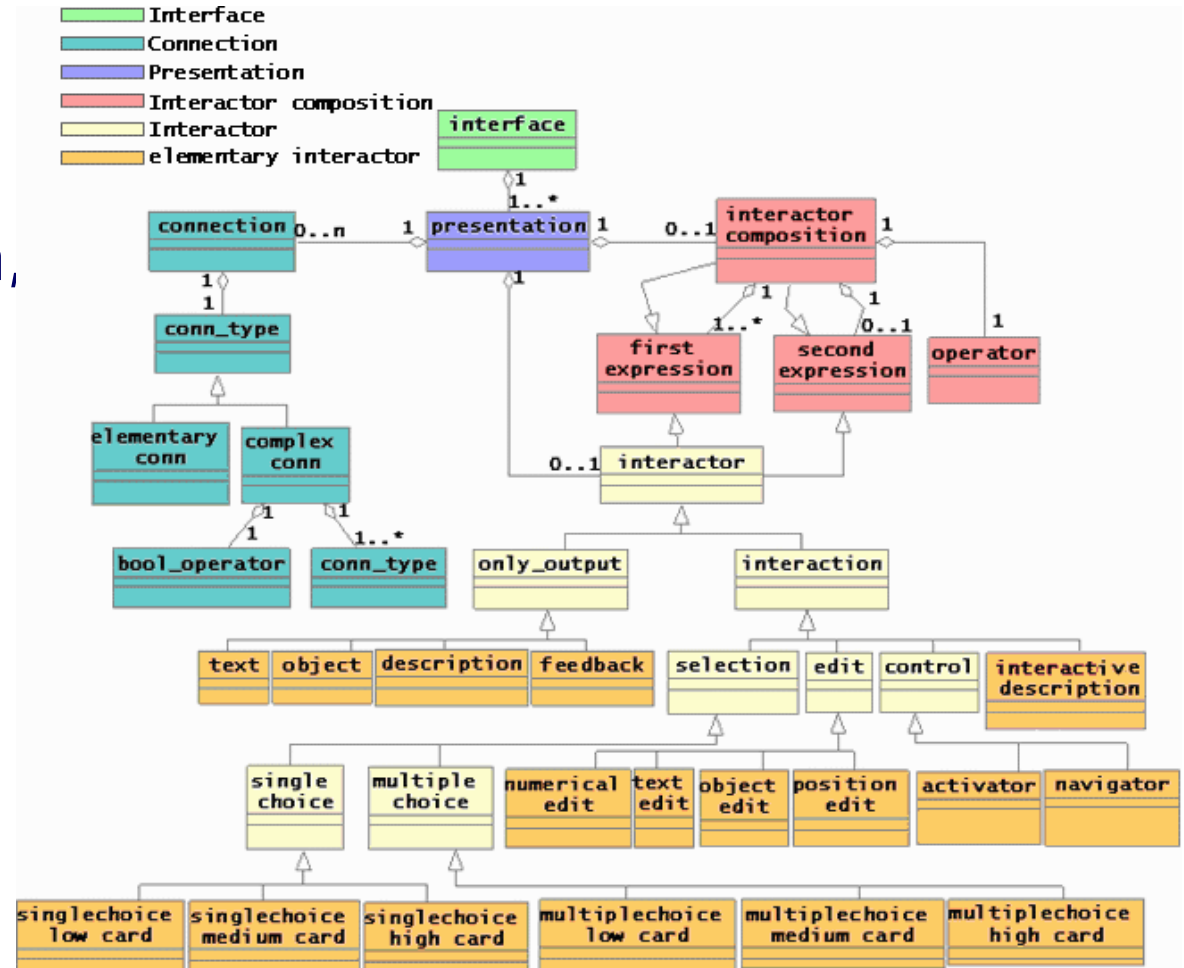 Interface
Connection
Presentation
Interactor composition
Interactor
elementary interactor
interface
1
1..*
connection
0..n
1
presentation
1
0..1
interactor
composition
1
1
1
1
conn_type
1
1..*
1
0..1
1
first
expression
second
expression
operator
elementary
conn
complex
conn
0..1
interactor
1
1
1
1..*
bool_operator
conn_type
only_output
interaction
text
object
description
feedback
selection
edit
control
interactive
description
single
choice
multiple
choice
numerical
edit
text
edit
object
edit
position
edit
activator
navigator
singlechoice
low card
singlechoice
medium card
singlechoice
high card
multiplechoice
low card
multiplechoice
medium card
multiplechoice
high card